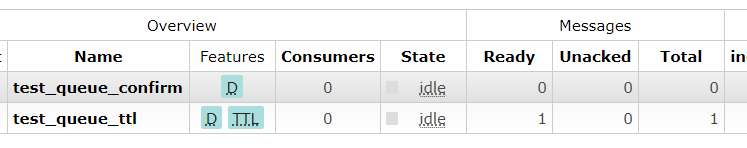 Overview Messages
Name Features Consumers State Ready Unacked Total
test_queue_confirm D 0 idle 0 0 0
test_queue_ttl D TTL 0 idle 1 0 1